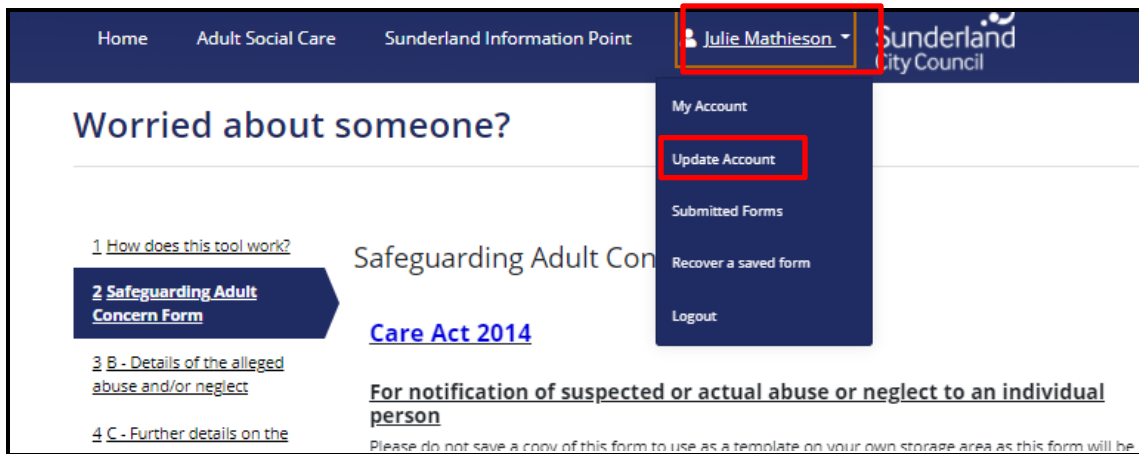 Home Adult Social Care Sunderland Information Point Julie Mathieson Sunderland
City Council
Worried about someone?
My Account
Update Account
Submitted Forms
Recover a saved form
Logout
1 How does this tool work?
2 Safeguarding Adult
Concern Form
3 B - Details of the alleged
abuse and/or neglect
4 C - Further details on the
Safeguarding Adult Con
Care Act 2014
For notification of suspected or actual abuse or neglect to an individual
person
Please do not save a copy of this form to use as a template on your own storage area as this form will be